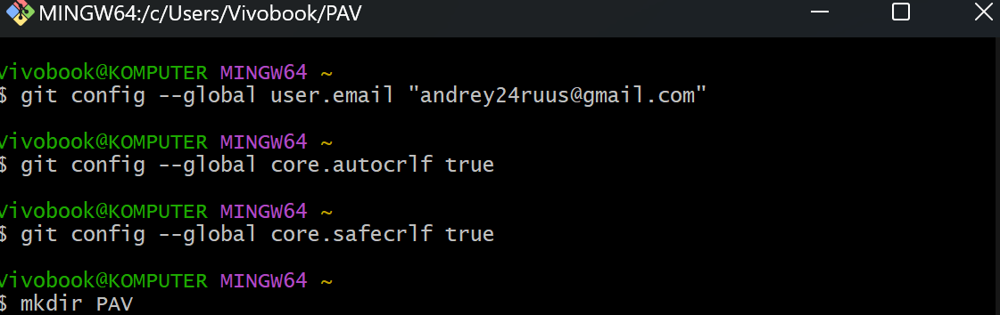 MINGW64:/c/Users/Vivobook/PAV
Vivobook@KOMPUTER MINGW64 ~
$ git config --global user.email "andrey24ruus@gmail.com"
Vivobook@KOMPUTER MINGW64 ~
$ git config --global core.autocrlf true
Vivobook@KOMPUTER MINGW64 ~
$ git config --global core.safecrlf true
Vivobook@KOMPUTER MINGW64 ~
$ mkdir PAV